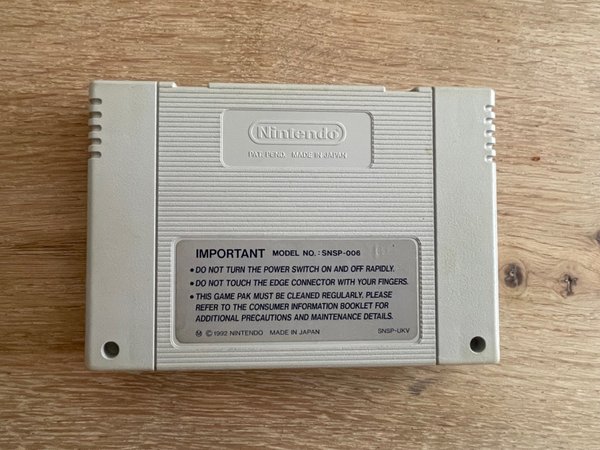 Nintendo
PAT. PEND. MADE IN JAPAN
IMPORTANT MODEL NO.: SNSP-006
• DO NOT TURN THE POWER SWITCH ON AND OFF RAPIDLY.
• DO NOT TOUCH THE EDGE CONNECTOR WITH YOUR FINGERS.
• THIS GAME PAK MUST BE CLEANED REGULARLY. PLEASE
REFER TO THE CONSUMER INFORMATION BOOKLET FOR
ADDITIONAL PRECAUTIONS AND MAINTENANCE DETAILS.
Ⓜ © 1992 NINTENDO MADE IN JAPAN SNSP-UKV